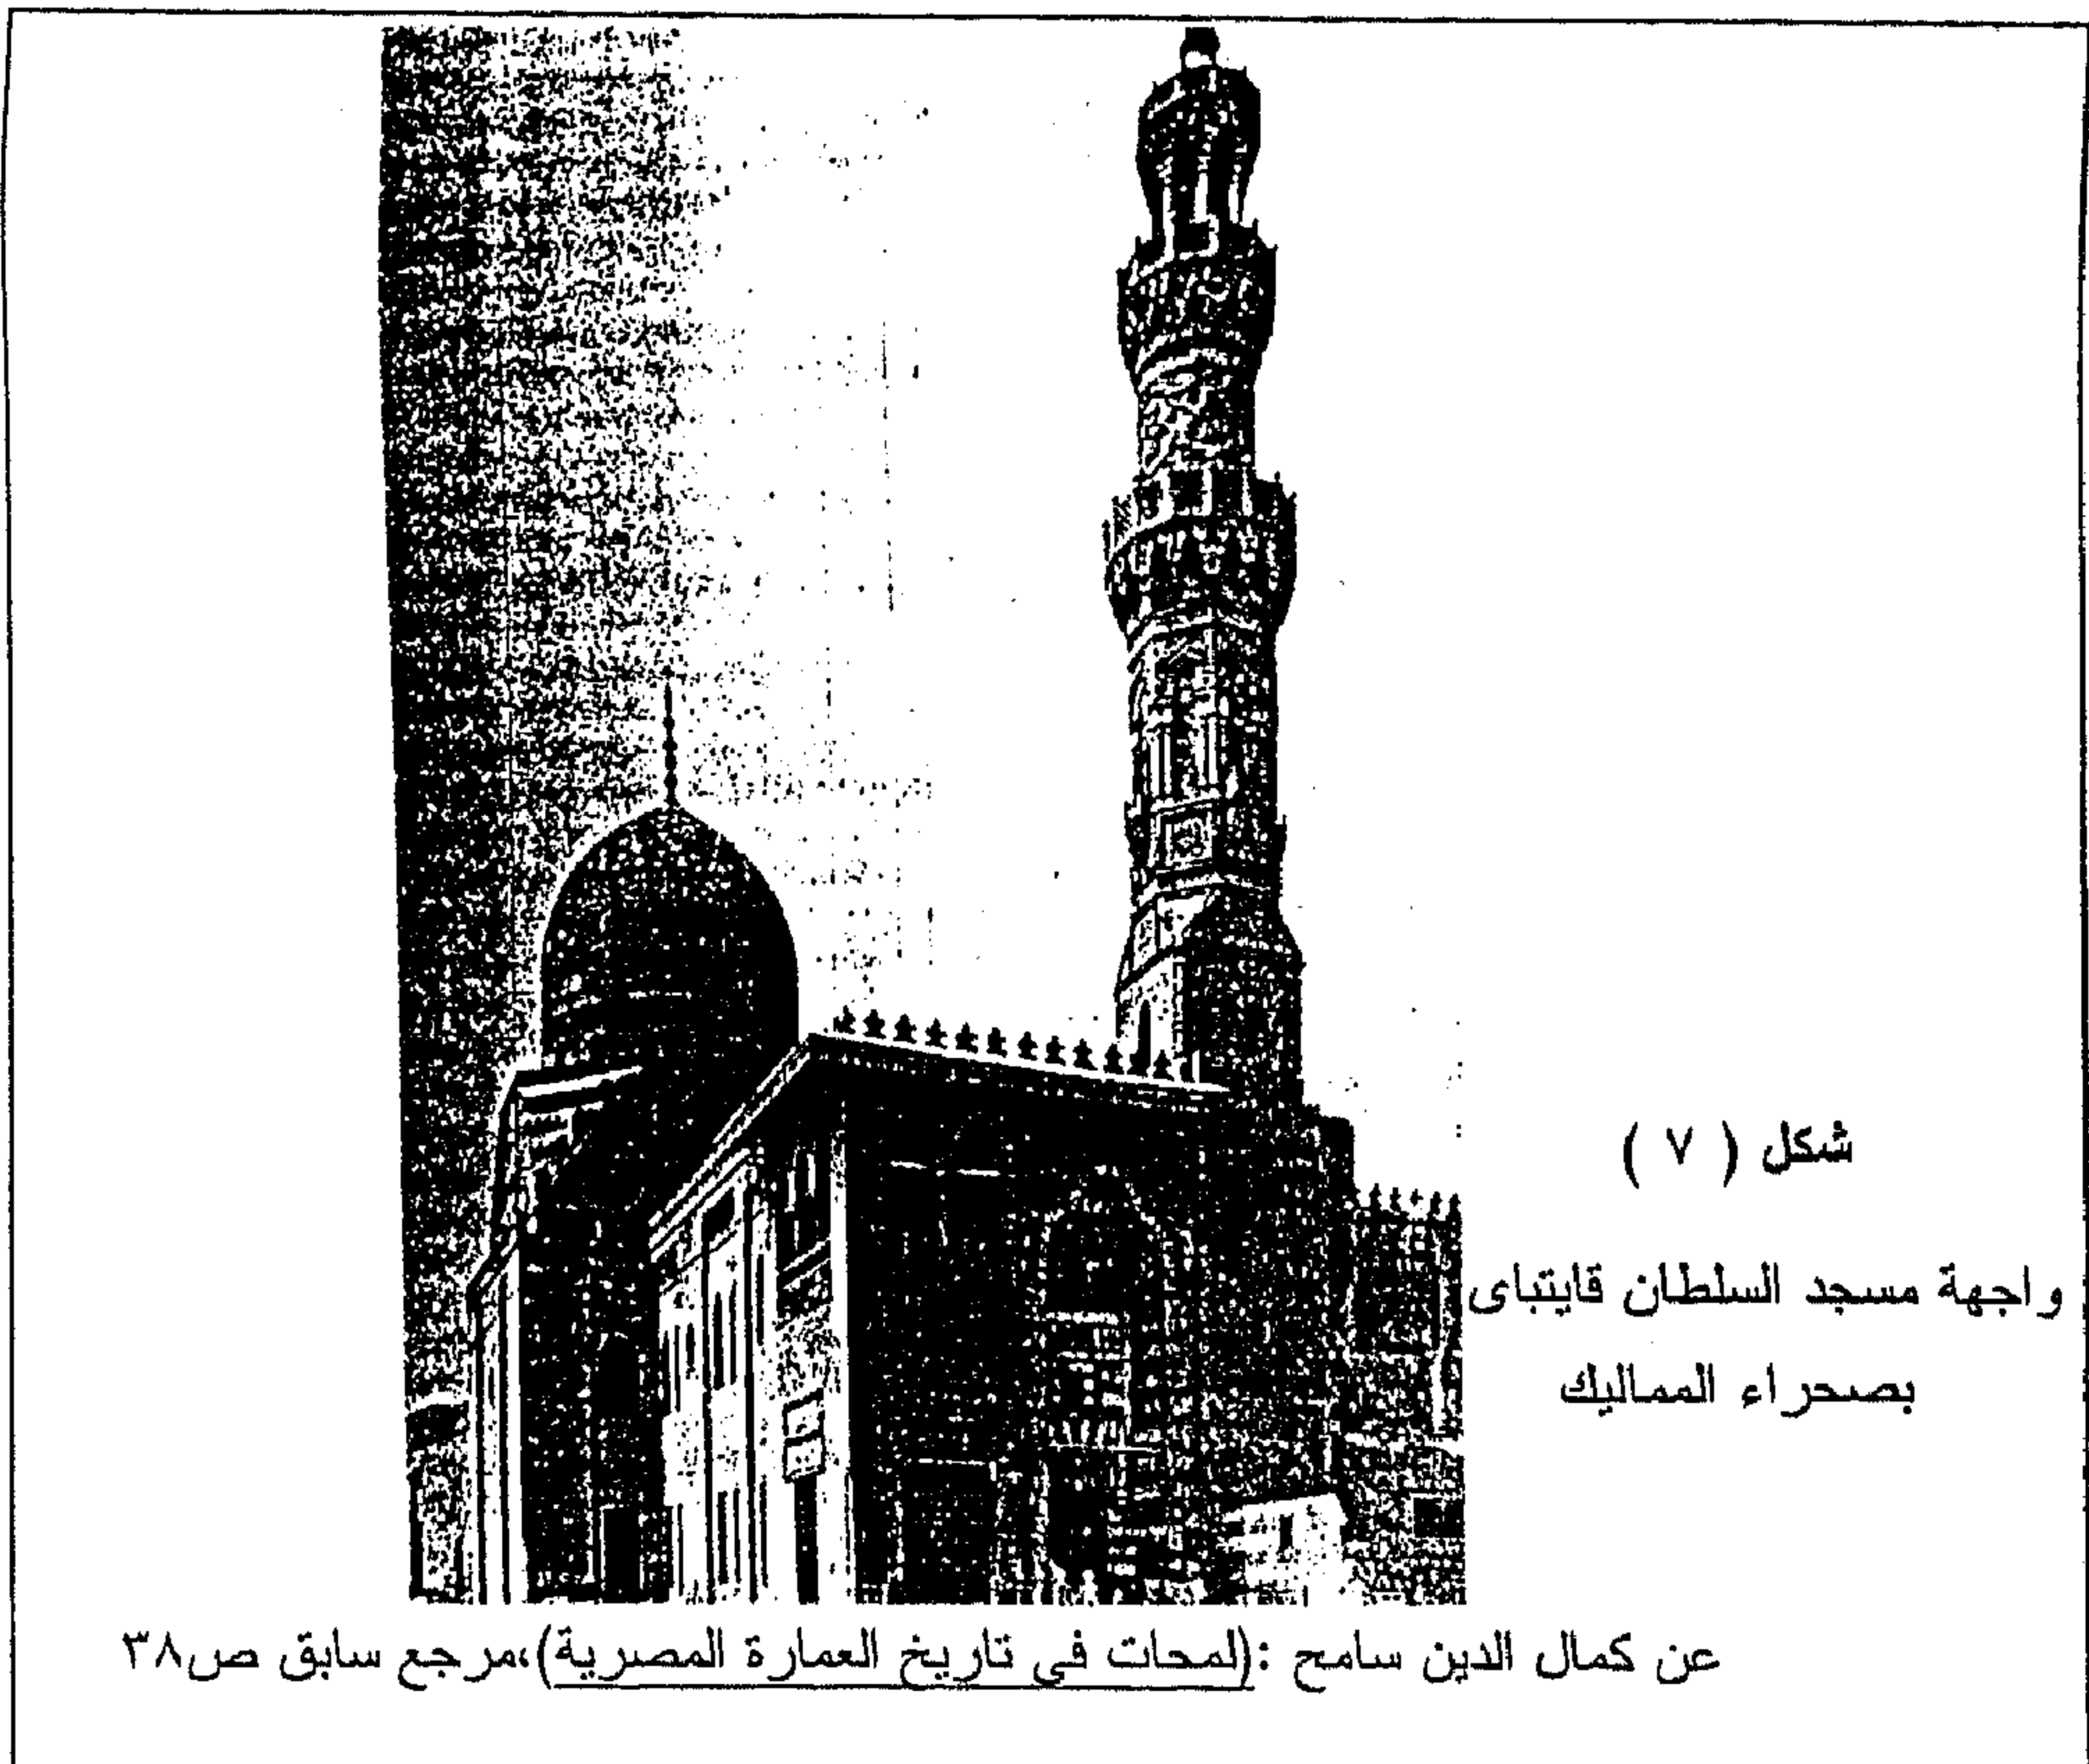 شكل ( ٧ )
واجهة مسجد السلطان قايتباى
بصحراء المماليك
عن كمال الدين سامح :(لمحات في تاريخ العمارة المصرية)،مرجع سابق ص٣٨